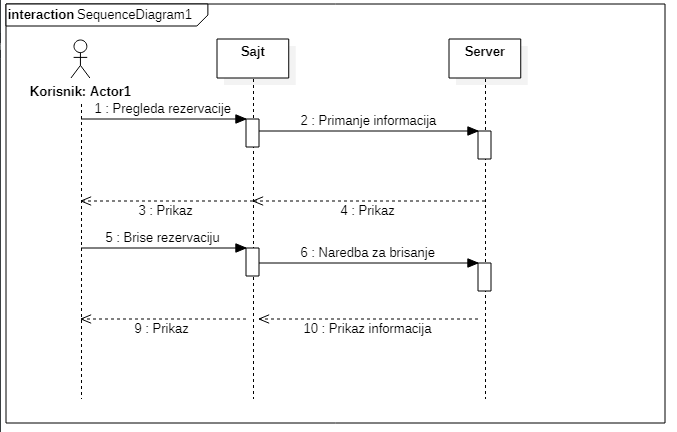 interaction SequenceDiagram1
Sajt
Server
Korisnik: Actor1
1 : Pregleda rezervacije
2 : Primanje informacija
3 : Prikaz
4 : Prikaz
5 : Brise rezervaciju
6 : Naredba za brisanje
9 : Prikaz
10 : Prikaz informacija